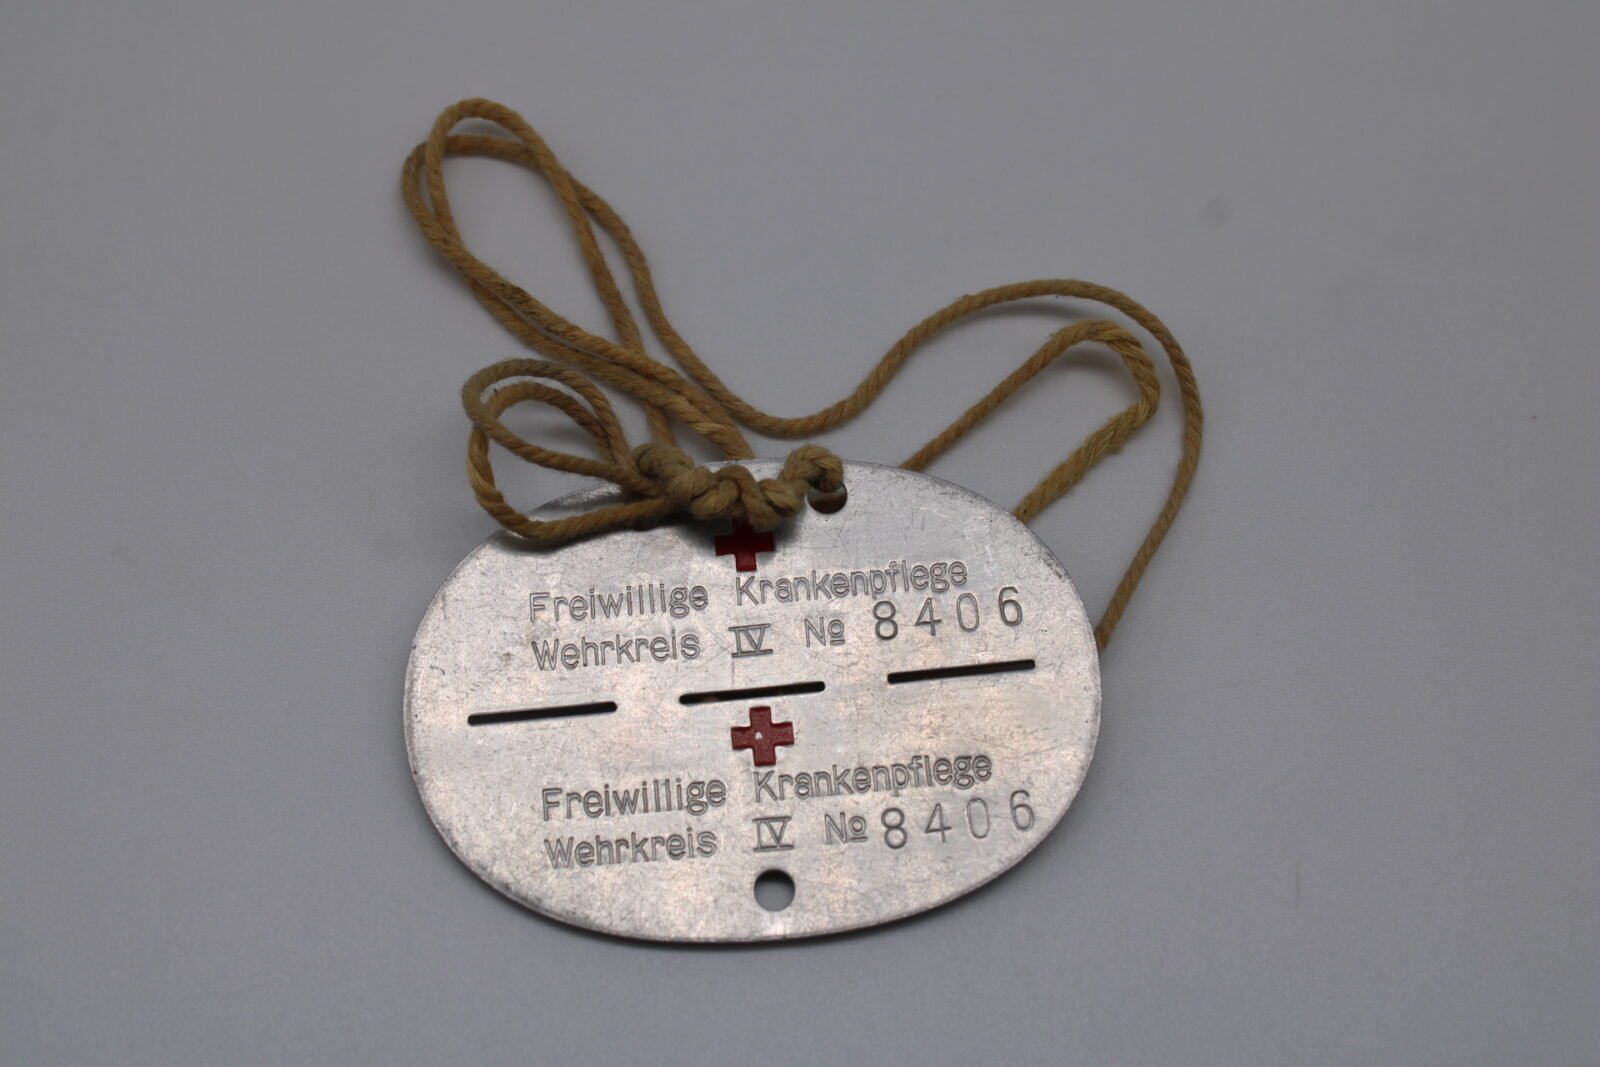 Freiwillige Krankenpflege
Wehrkreis IV № 8406
Freiwillige Krankenpflege
Wehrkreis IV № 8406